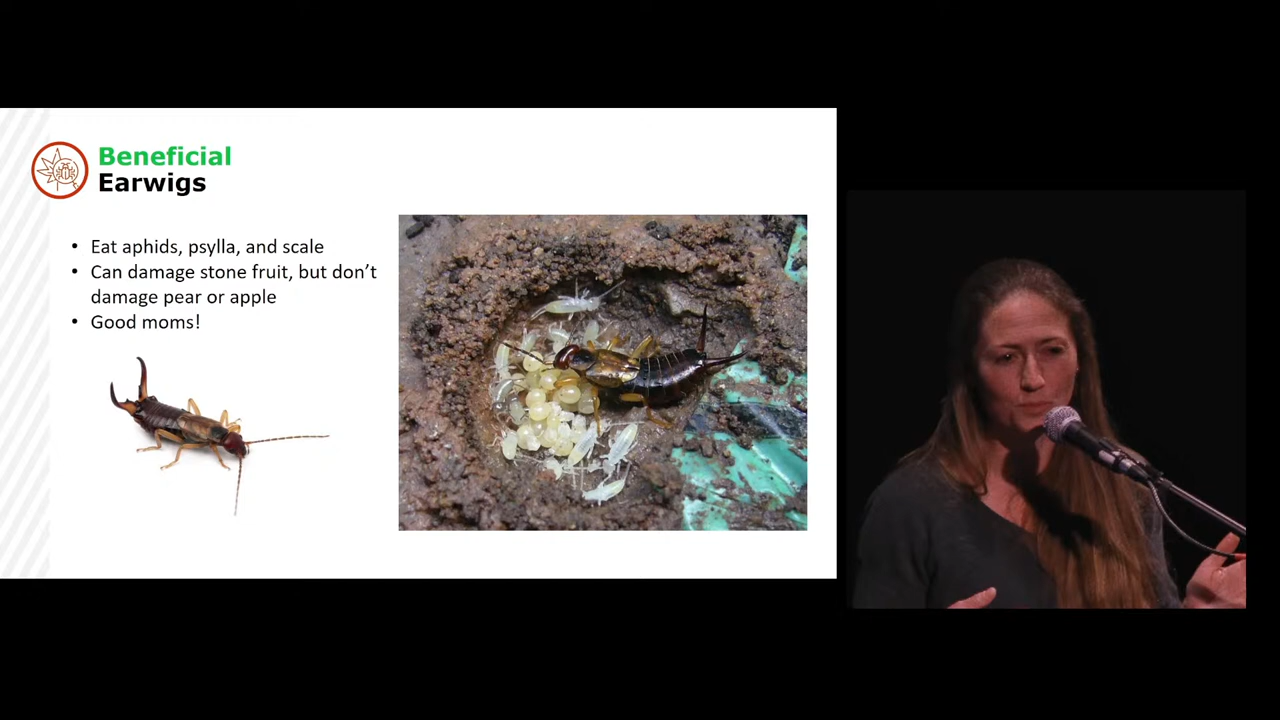 Beneficial
Earwigs
• Eat aphids, psylla, and scale
• Can damage stone fruit, but don’t
damage pear or apple
• Good moms!